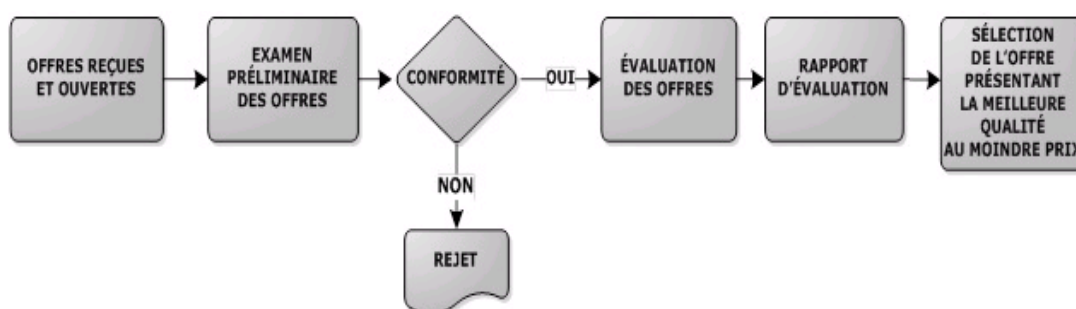 OFFRES REÇUES
ET OUVERTES
EXAMEN
PRÉLIMINAIRE
DES OFFRES
CONFORMITÉ
OUI
ÉVALUATION
DES OFFRES
RAPPORT
D'ÉVALUATION
SÉLECTION
DE L'OFFRE
PRÉSENTANT
LA MEILLEURE
QUALITÉ
AU MOINDRE PRIX
NON
REJET